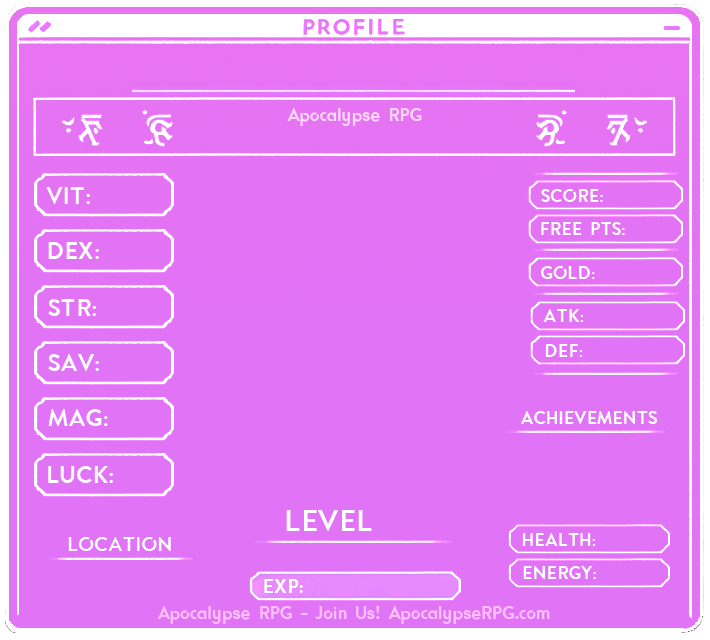 PROFILE
Apocalypse RPG
VIT:
DEX:
STR:
SAV:
MAG:
LUCK:
SCORE:
FREE PTS:
GOLD:
ATK:
DEF:
ACHIEVEMENTS
LEVEL
LOCATION
HEALTH:
ENERGY:
EXP:
Apocalypse RPG - Join Us! ApocalypseRPG.com